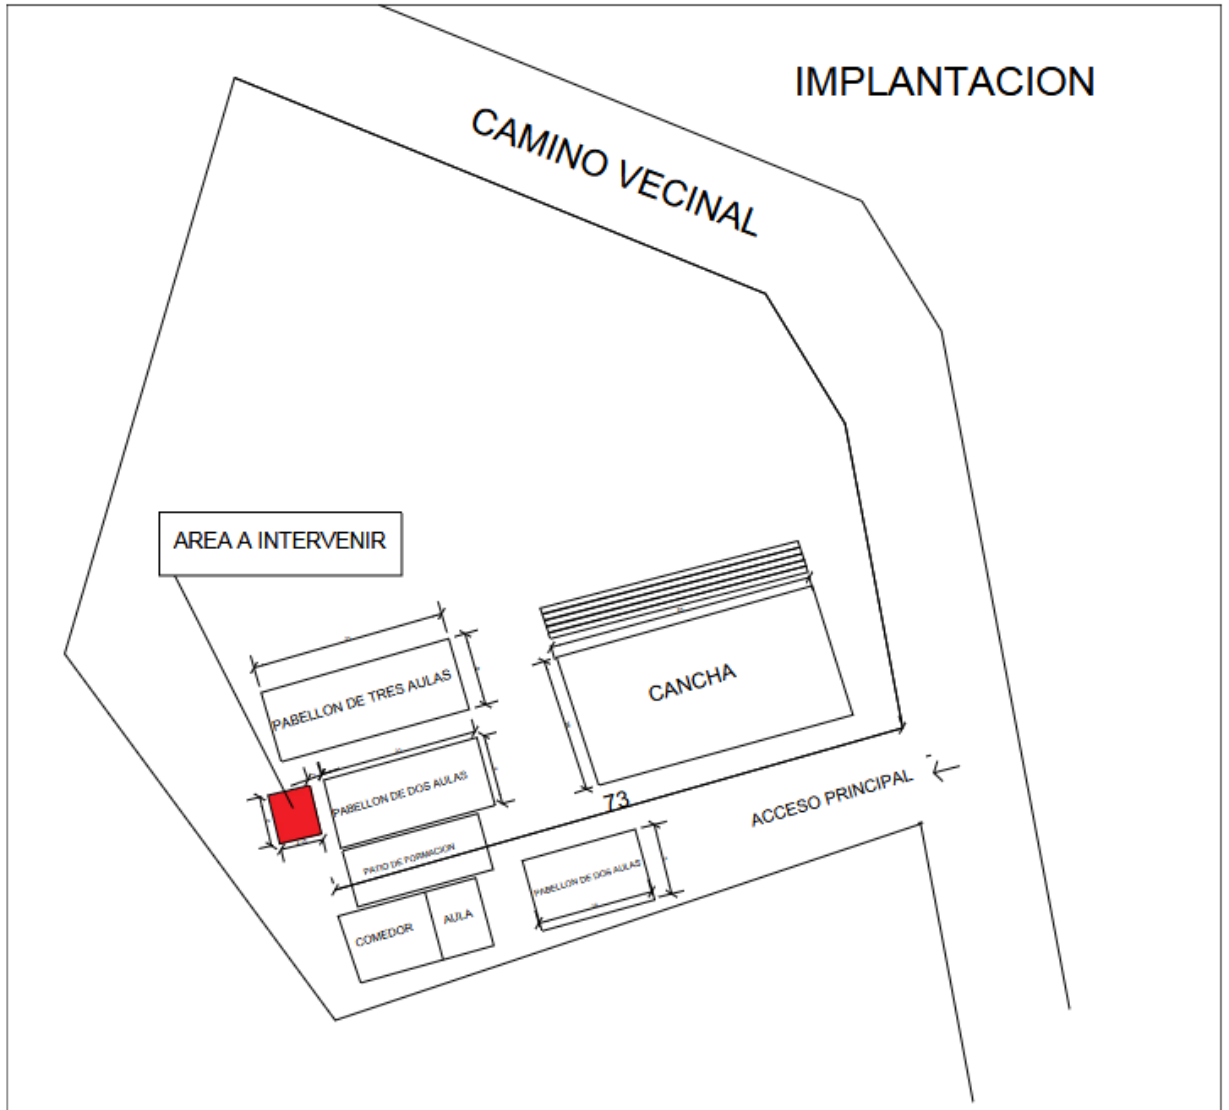 IMPLANTACION
CAMINO VECINAL
AREA A INTERVENIR
PABELLON DE TRES AULAS
CANCHA
PABELLON DE DOS AULAS
73
ACCESO PRINCIPAL
PATIO DE FORMACION
PABELLON DE DOS AULAS
COMEDOR
AULA